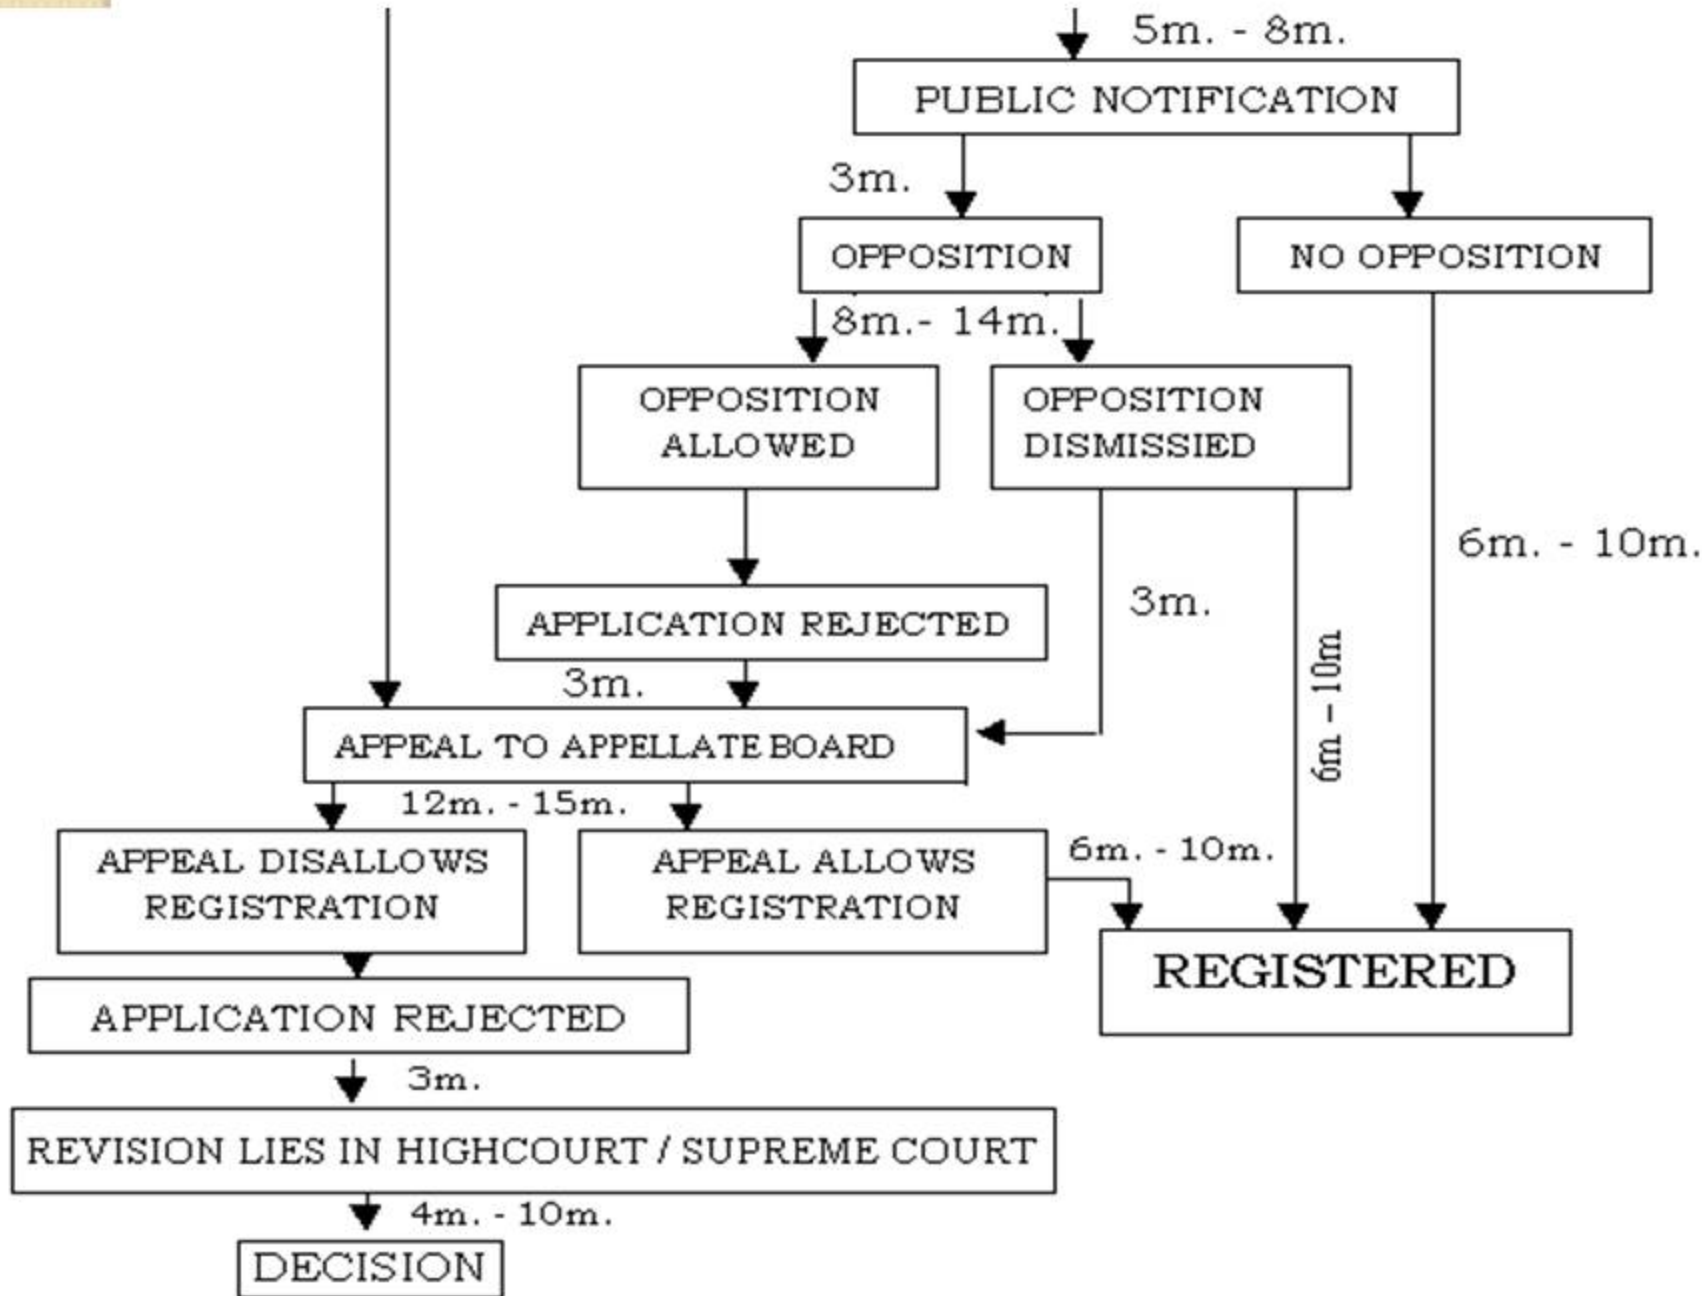 5m. - 8m.
PUBLIC NOTIFICATION
3m.
OPPOSITION
NO OPPOSITION
8m.- 14m.
OPPOSITION
ALLOWED
OPPOSITION
DISMISSIED
6m. - 10m.
3m.
APPLICATION REJECTED
6m - 10m
3m.
APPEAL TO APPELLATE BOARD
12m. - 15m.
APPEAL DISALLOWS
REGISTRATION
APPEAL ALLOWS
REGISTRATION
6m. - 10m.
REGISTERED
APPLICATION REJECTED
3m.
REVISION LIES IN HIGHCOURT / SUPREME COURT
4m. - 10m.
DECISION